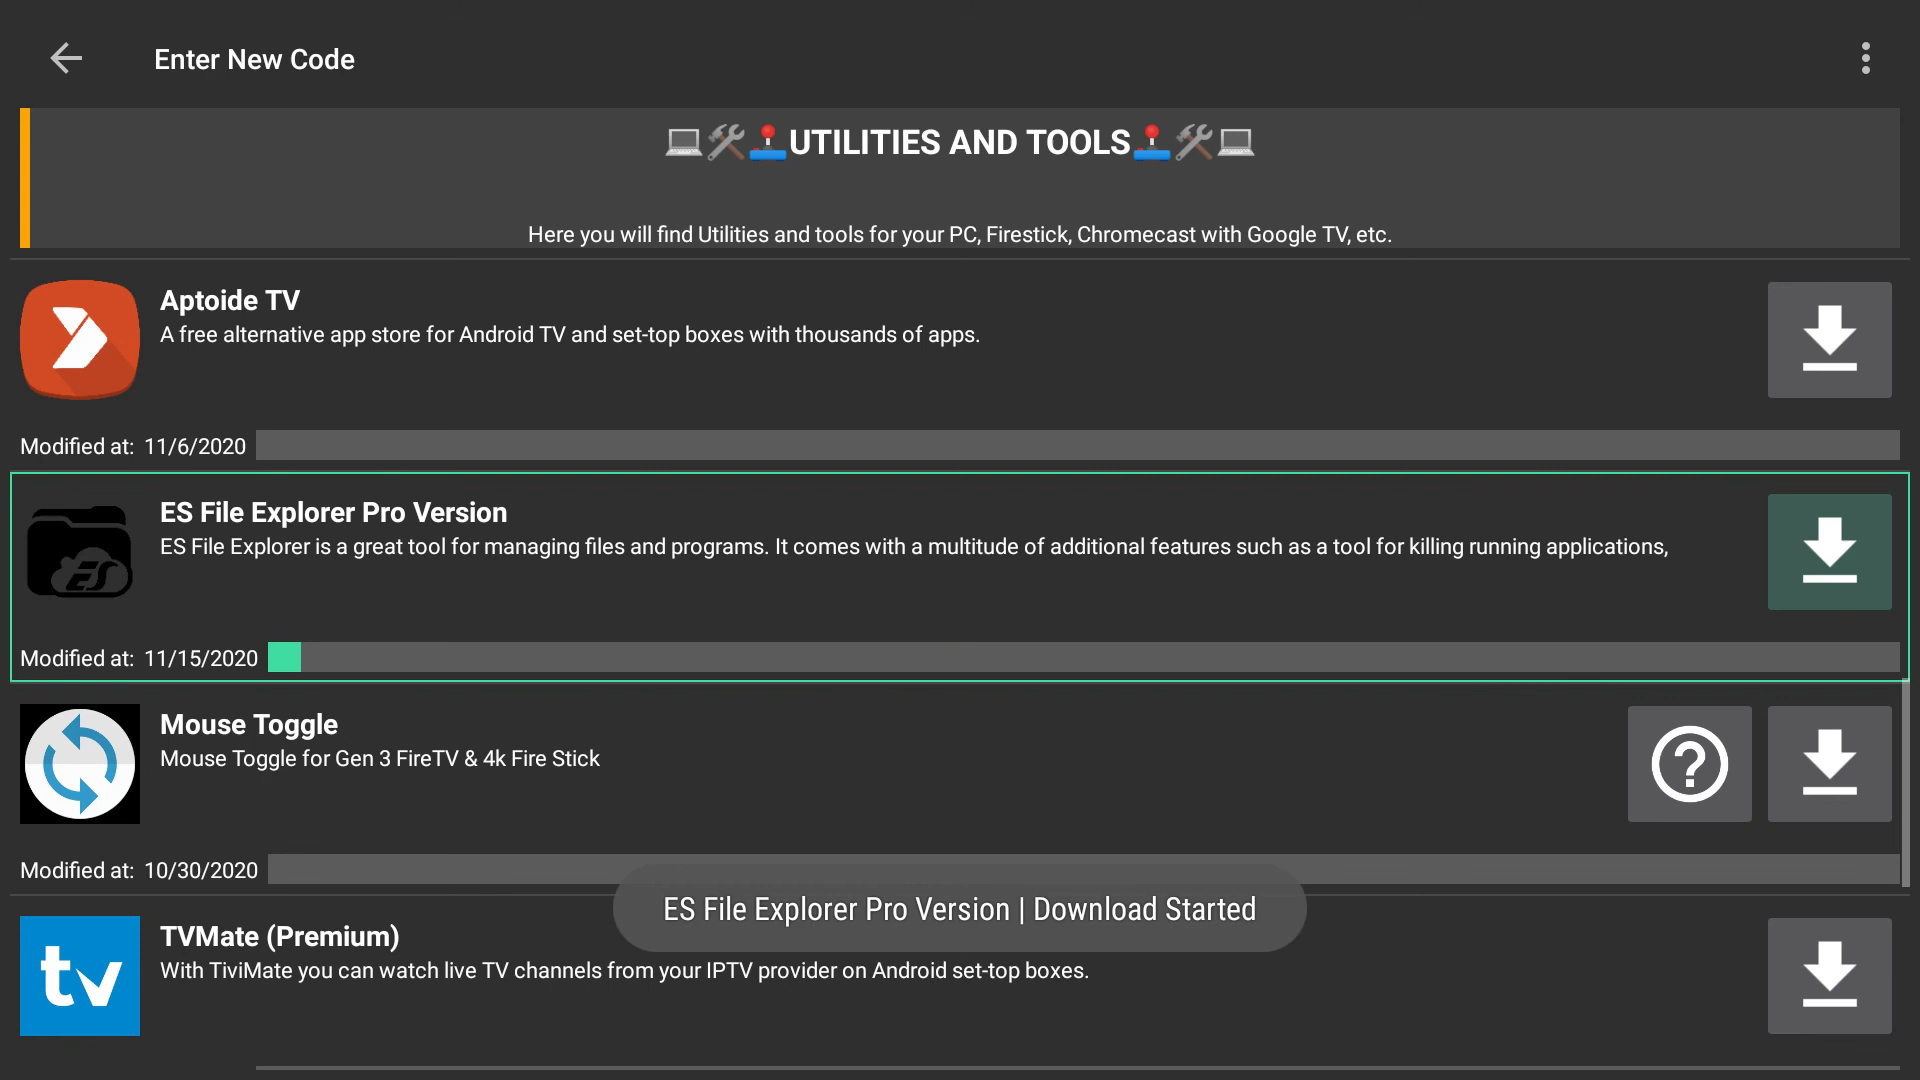 Enter New Code
💻🛠🕹UTILITIES AND TOOLS🕹🛠💻
Here you will find Utilities and tools for your PC, Firestick, Chromecast with Google TV, etc.
Aptoide TV
A free alternative app store for Android TV and set-top boxes with thousands of apps.
Modified at: 11/6/2020
ES File Explorer Pro Version
ES File Explorer is a great tool for managing files and programs. It comes with a multitude of additional features such as a tool for killing running applications,
ES
Modified at: 11/15/2020
Mouse Toggle
Mouse Toggle for Gen 3 FireTV & 4k Fire Stick
Modified at: 10/30/2020
ES File Explorer Pro Version | Download Started
TVMate (Premium)
With TiviMate you can watch live TV channels from your IPTV provider on Android set-top boxes.
tv